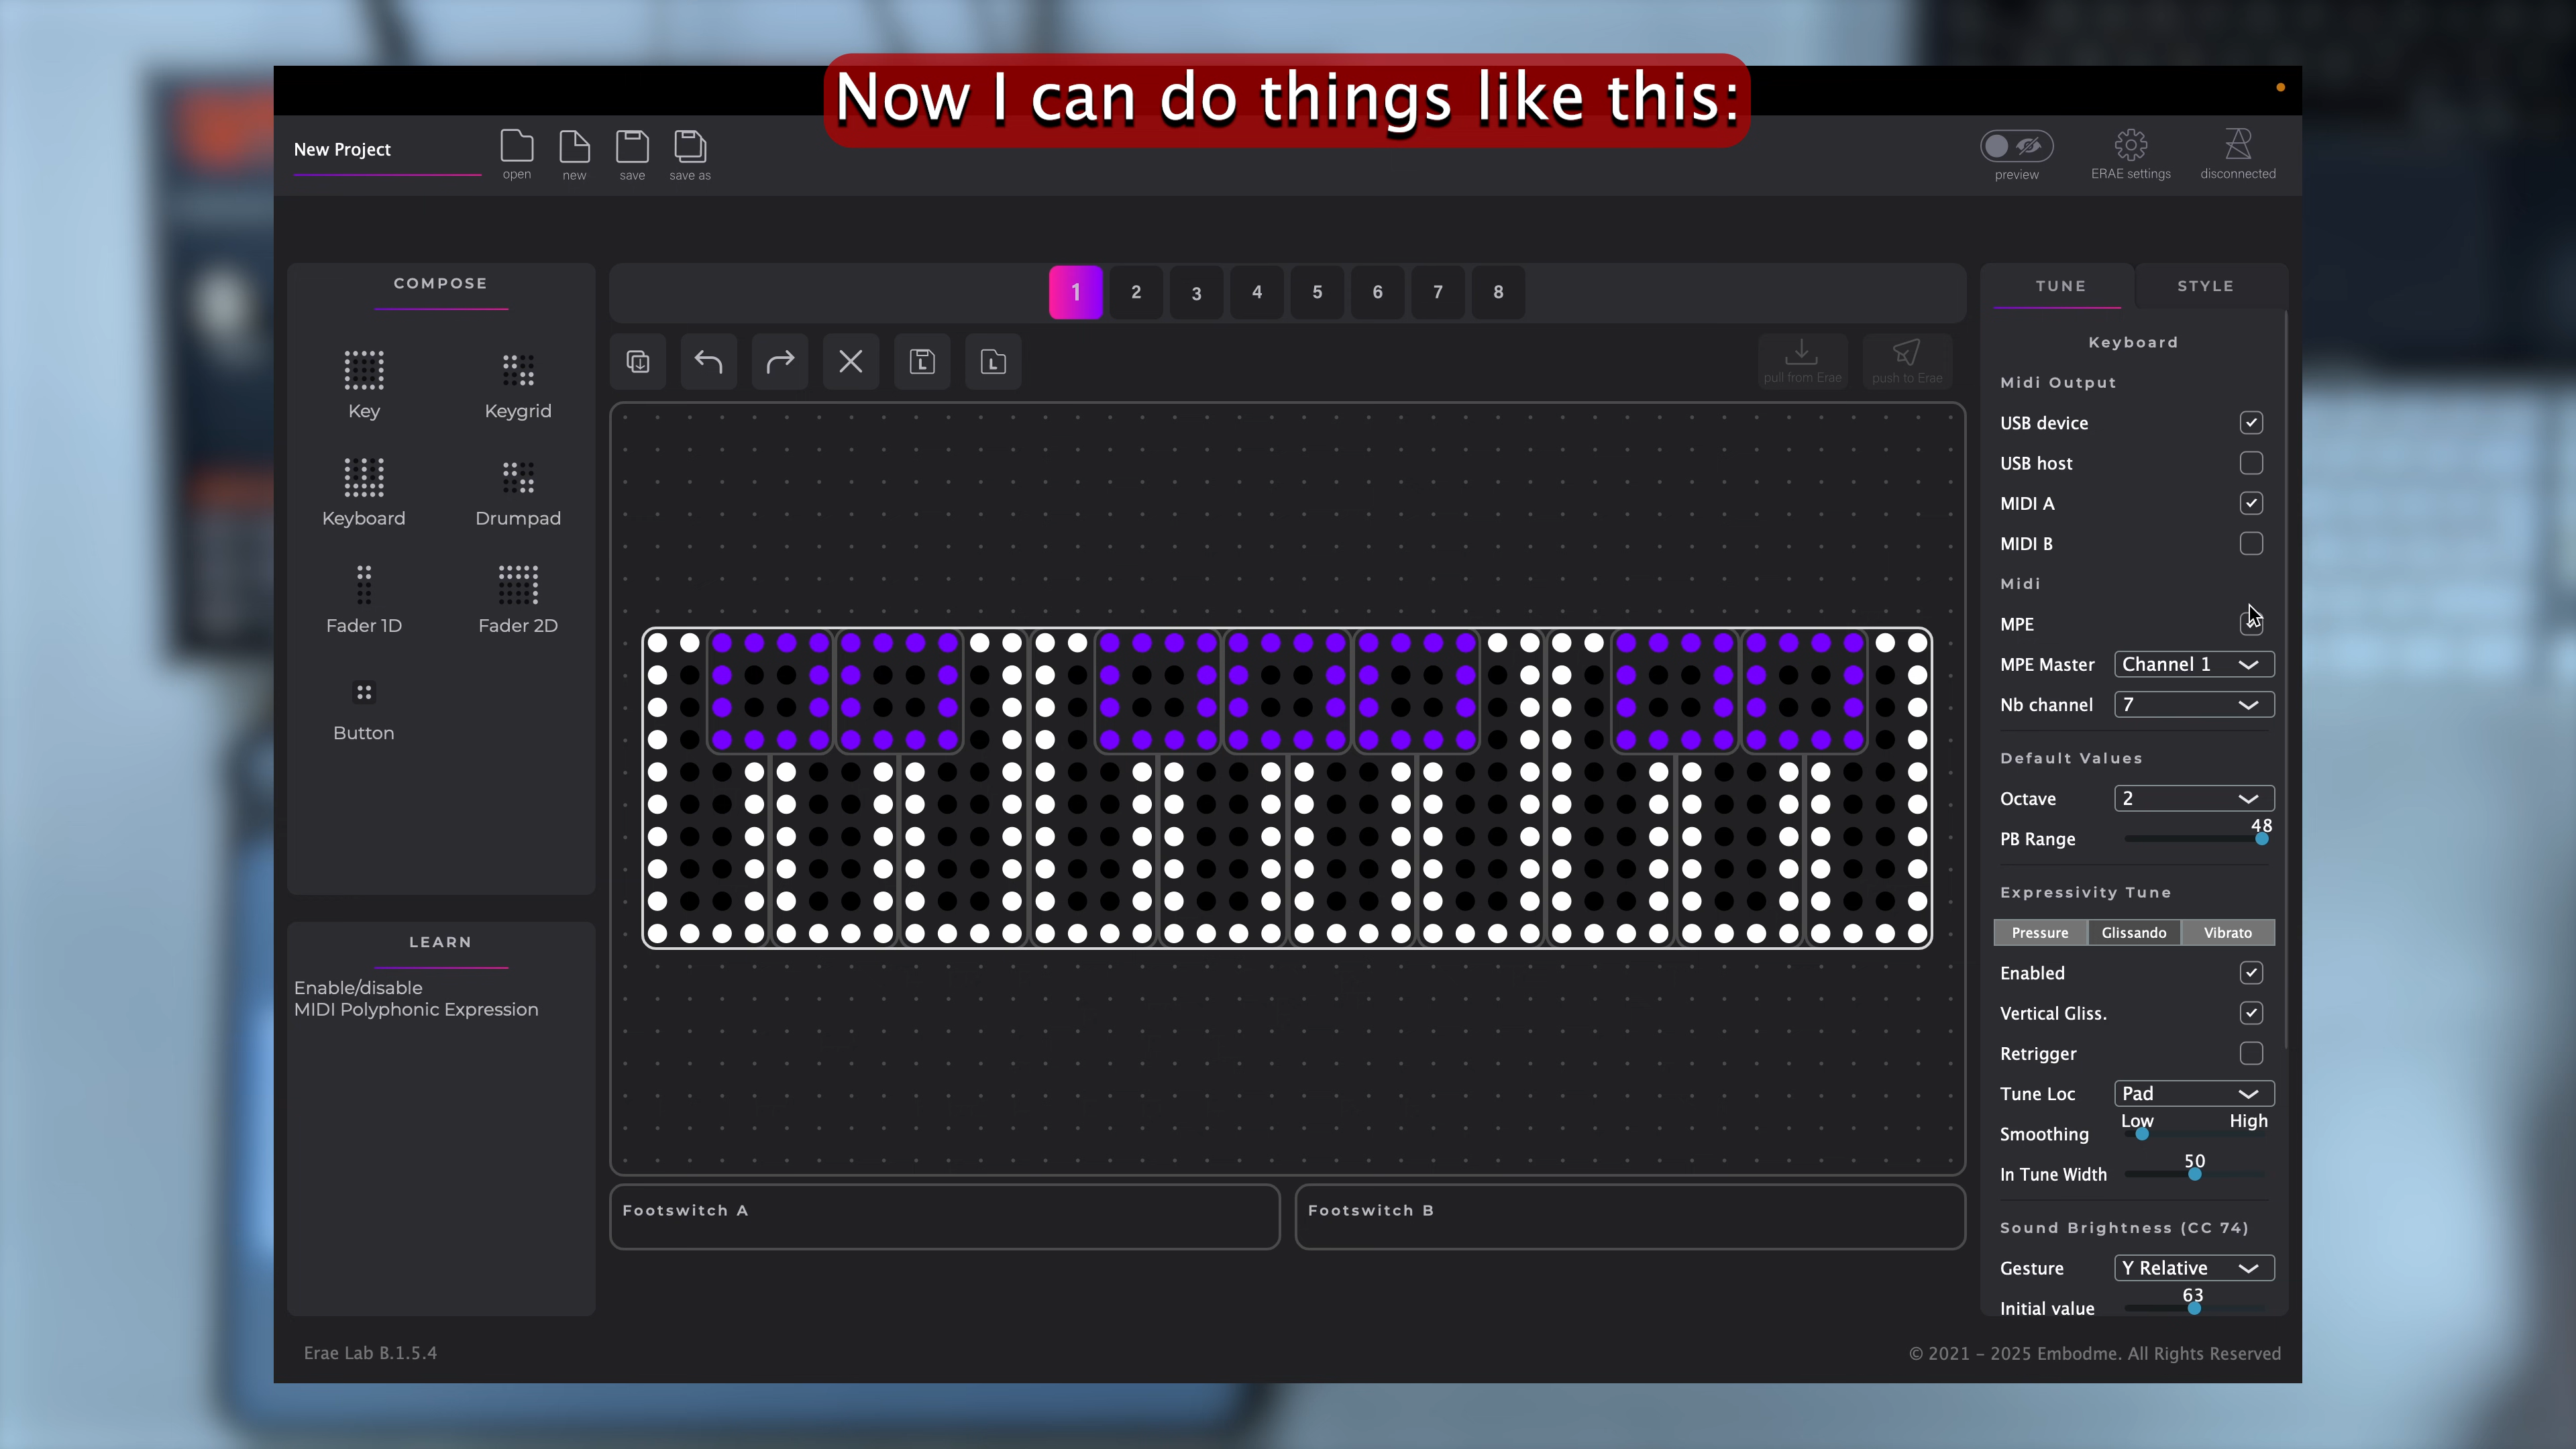 Now I can do things like this:
New Project
open
new
save
save as
preview
ERAE settings
disconnected
COMPOSE
Key
Keygrid
Keyboard
Drumpad
Fader 1D
Fader 2D
Button
LEARN
Enable/disable
MIDI Polyphonic Expression
1 2 3 4 5 6 7 8
L
L
pull from Erae
push to Erae
Footswitch A
Footswitch B
TUNE
STYLE
Keyboard
Midi Output
USB device
USB host
MIDI A
MIDI B
Midi
MPE
MPE Master Channel 1
Nb channel 7
Default Values
Octave 2
48
PB Range
Expressivity Tune
Pressure Glissando Vibrato
Enabled
Vertical Gliss.
Retrigger
Tune Loc Pad
Low High
Smoothing
50
In Tune Width
Sound Brightness (CC 74)
Gesture Y Relative
63
Initial value
Erae Lab B.1.5.4
© 2021 – 2025 Embodme. All Rights Reserved